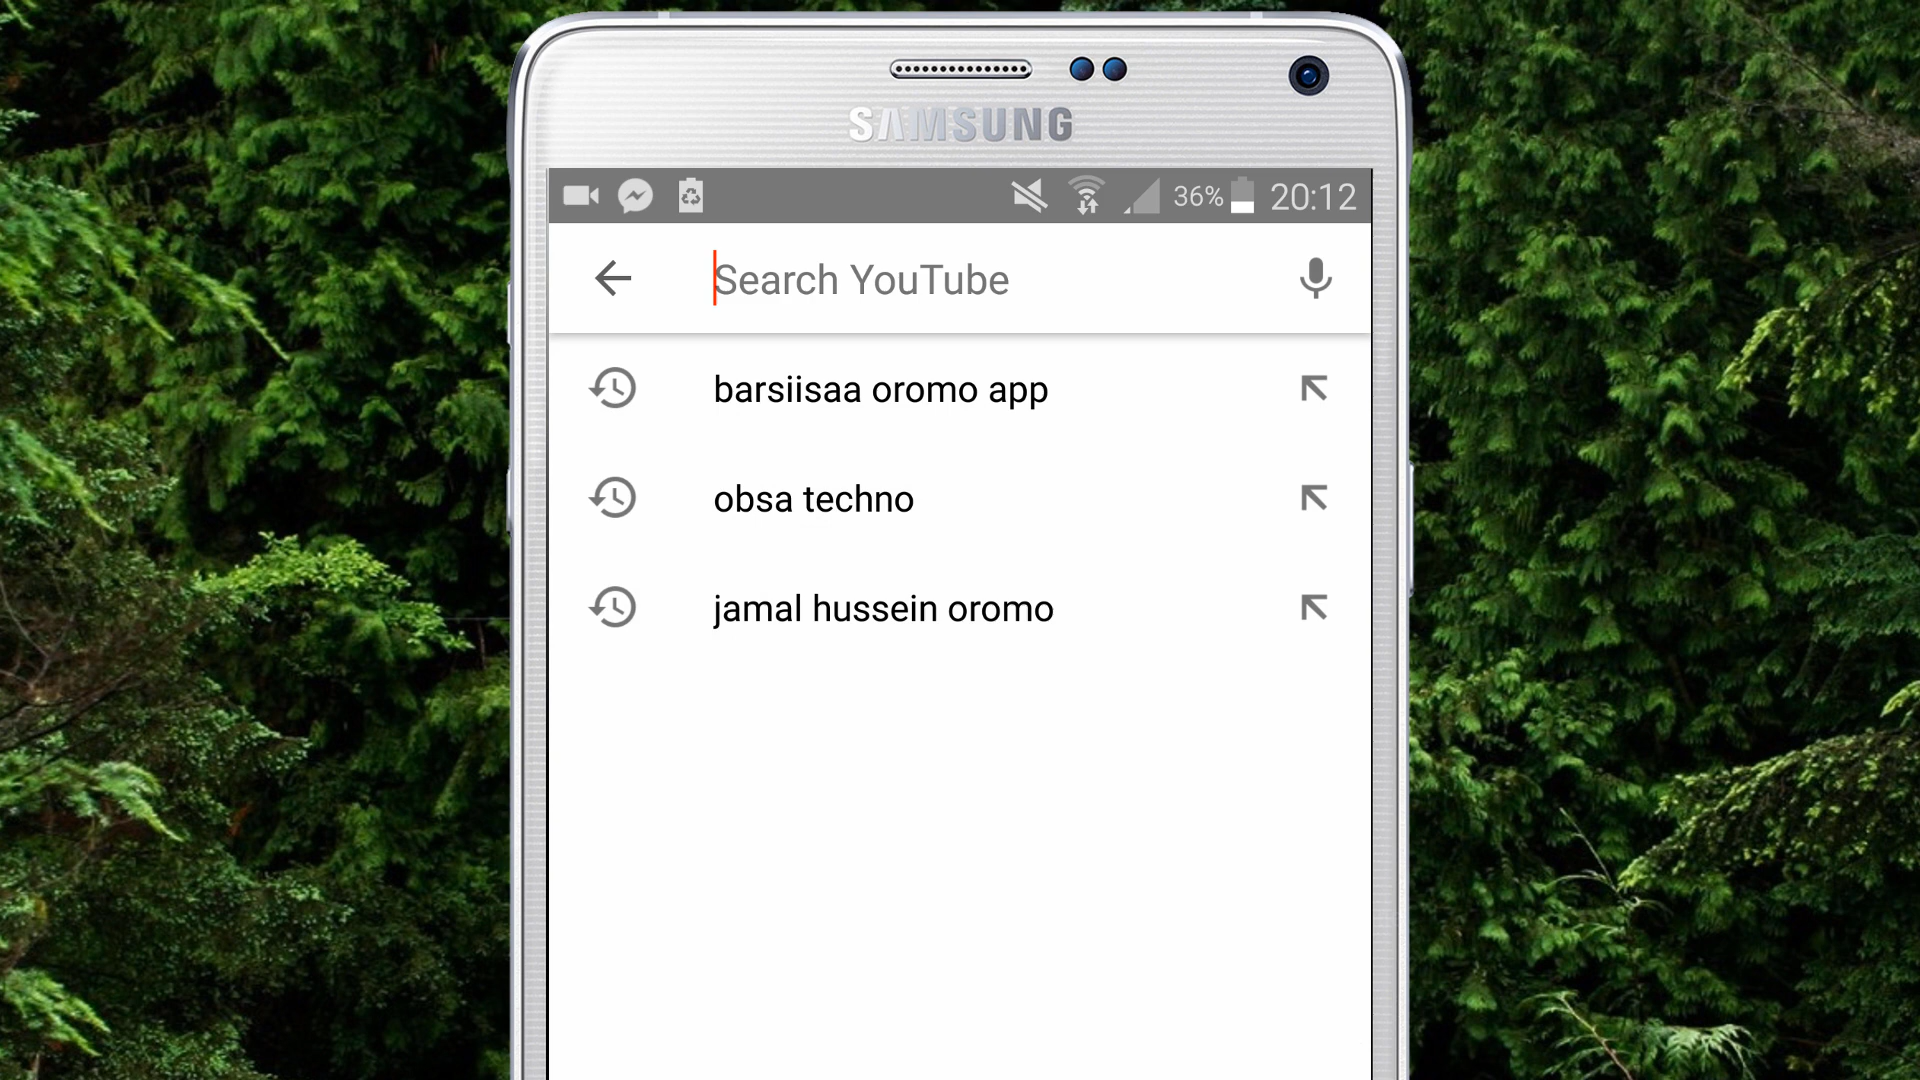 SAMSUNG
36% 20:12
Search YouTube
barsiisaa oromo app
obsa techno
jamal hussein oromo